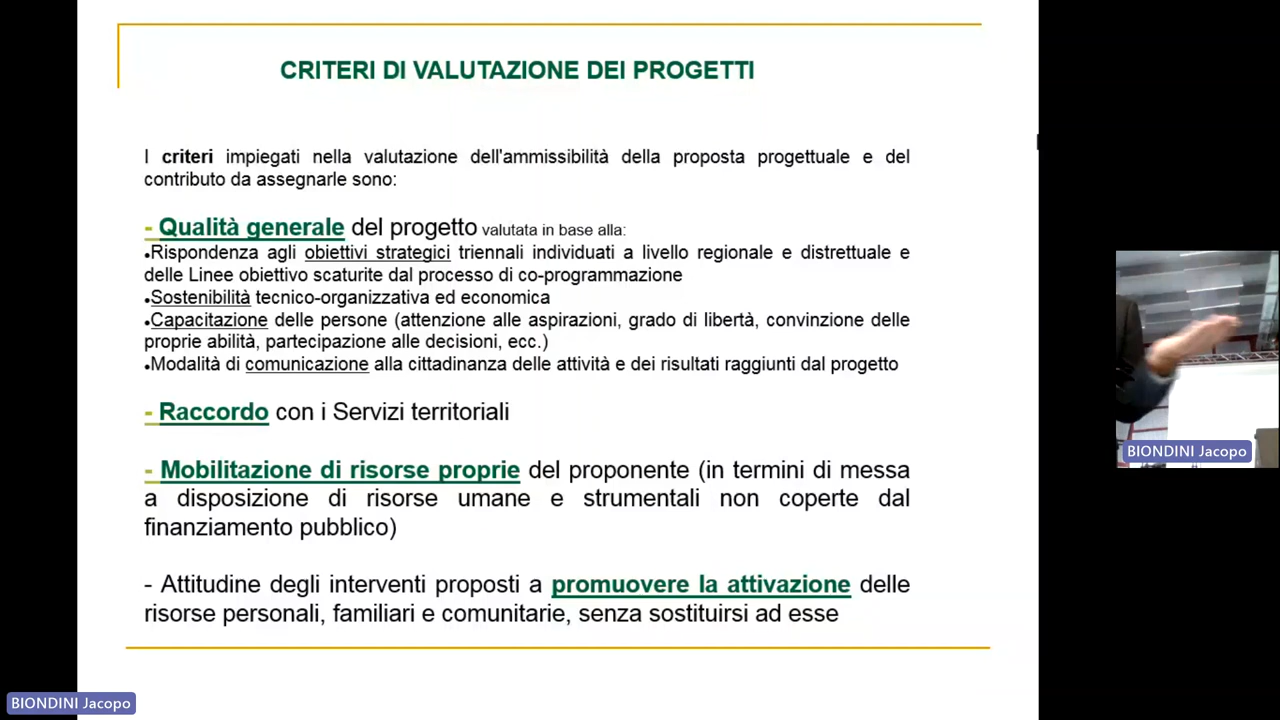 CRITERI DI VALUTAZIONE DEI PROGETTI
I criteri impiegati nella valutazione dell'ammissibilità della proposta progettuale e del
contributo da assegnarle sono:
- Qualità generale del progetto valutata in base alla:
•Rispondenza agli obiettivi strategici triennali individuati a livello regionale e distrettuale e
delle Linee obiettivo scaturite dal processo di co-programmazione
•Sostenibilità tecnico-organizzativa ed economica
•Capacitazione delle persone (attenzione alle aspirazioni, grado di libertà, convinzione delle
proprie abilità, partecipazione alle decisioni, ecc.)
•Modalità di comunicazione alla cittadinanza delle attività e dei risultati raggiunti dal progetto
- Raccordo con i Servizi territoriali
- Mobilitazione di risorse proprie del proponente (in termini di messa
a disposizione di risorse umane e strumentali non coperte dal
finanziamento pubblico)
- Attitudine degli interventi proposti a promuovere la attivazione delle
risorse personali, familiari e comunitarie, senza sostituirsi ad esse
BIONDINI Jacopo
BIONDINI Jacopo